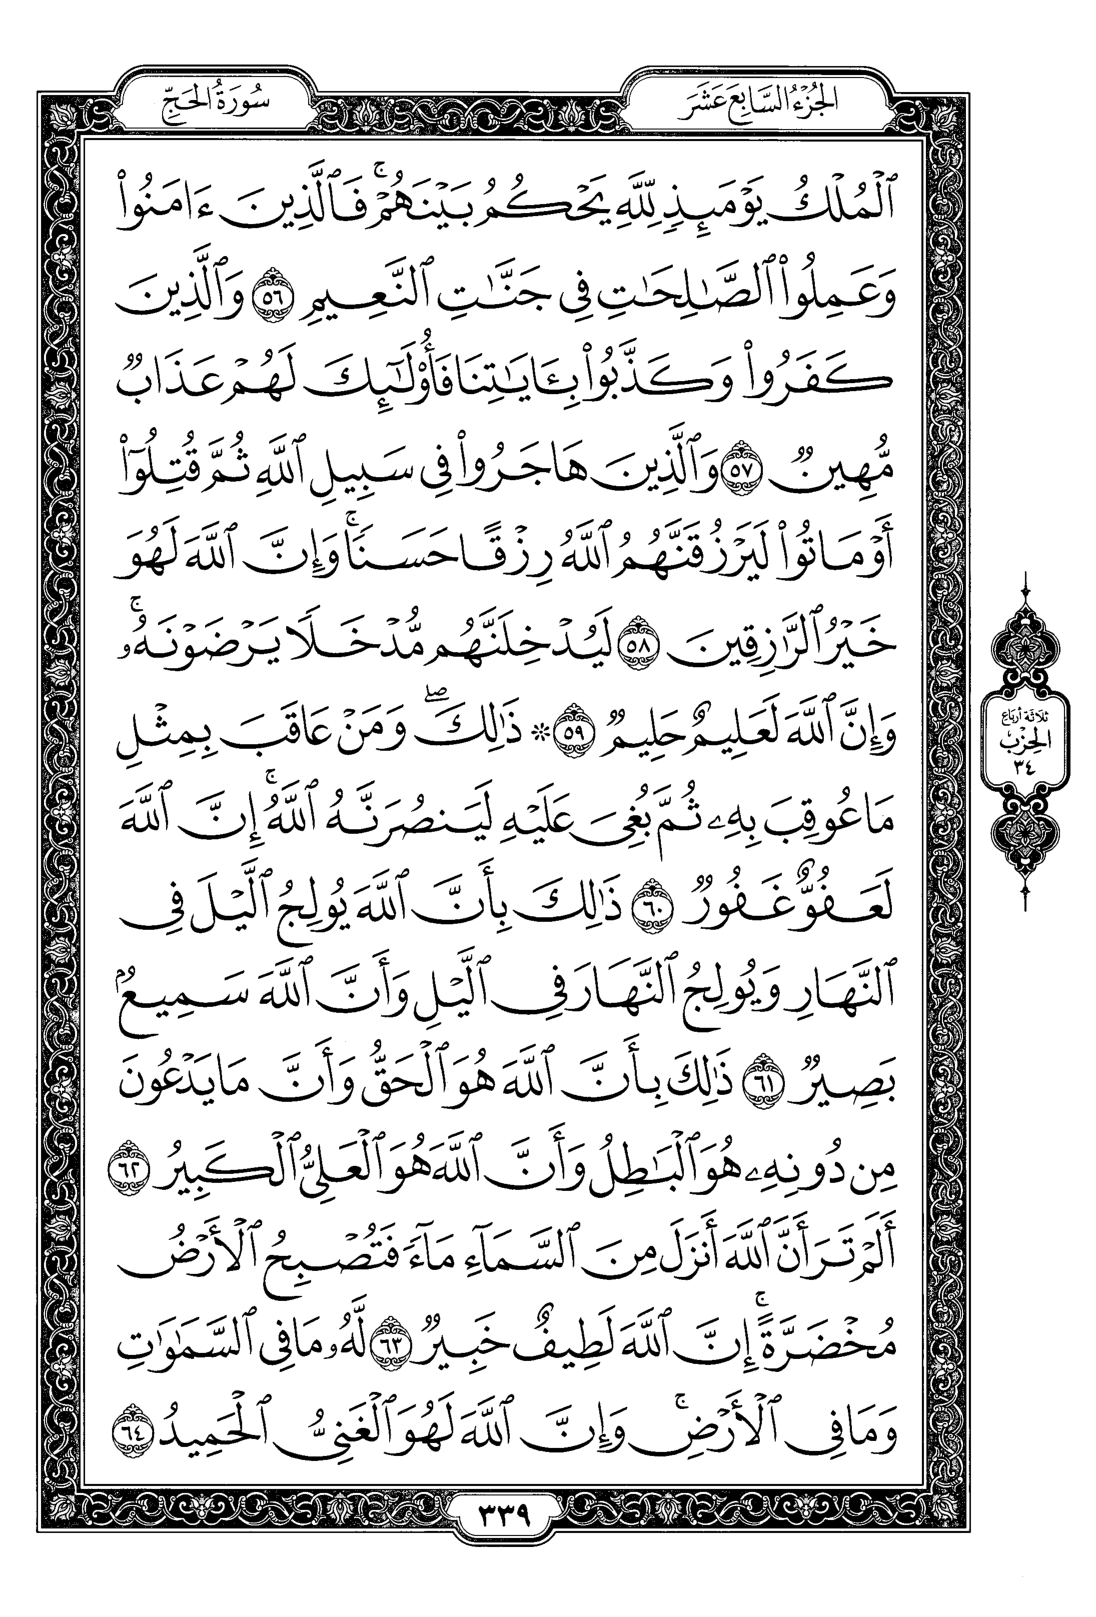 الجُزْءُ السَّابِعَ عَشَرَ
سُورَةُ الحَجِّ
ٱلْمُلْكُ يَوْمَئِذٍ لِّلَّهِ يَحْكُمُ بَيْنَهُمْۚ فَٱلَّذِينَ ءَامَنُوا۟
وَعَمِلُوا۟ ٱلصَّـٰلِحَـٰتِ فِى جَنَّـٰتِ ٱلنَّعِيمِ ٥٦ وَٱلَّذِينَ
كَفَرُوا۟ وَكَذَّبُوا۟ بِـَٔايَـٰتِنَا فَأُو۟لَـٰٓئِكَ لَهُمْ عَذَابٌ
مُّهِينٌ ٥٧ وَٱلَّذِينَ هَاجَرُوا۟ فِى سَبِيلِ ٱللَّهِ ثُمَّ قُتِلُوٓا۟
أَوْ مَاتُوا۟ لَيَرْزُقَنَّهُمُ ٱللَّهُ رِزْقًا حَسَنًاۚ وَإِنَّ ٱللَّهَ لَهُوَ
خَيْرُ ٱلرَّٰزِقِينَ ٥٨ لَيُدْخِلَنَّهُم مُّدْخَلًا يَرْضَوْنَهُۥۚ
وَإِنَّ ٱللَّهَ لَعَلِيمٌ حَلِيمٌ ٥٩ ۞ ذَٰلِكَۖ وَمَنْ عَاقَبَ بِمِثْلِ
مَا عُوقِبَ بِهِۦ ثُمَّ بُغِىَ عَلَيْهِ لَيَنصُرَنَّهُ ٱللَّهُۚ إِنَّ ٱللَّهَ
لَعَفُوٌّ غَفُورٌ ٦٠ ذَٰلِكَ بِأَنَّ ٱللَّهَ يُولِجُ ٱلَّيْلَ فِى
ٱلنَّهَارِ وَيُولِجُ ٱلنَّهَارَ فِى ٱلَّيْلِ وَأَنَّ ٱللَّهَ سَمِيعٌۢ
بَصِيرٌ ٦١ ذَٰلِكَ بِأَنَّ ٱللَّهَ هُوَ ٱلْحَقُّ وَأَنَّ مَا يَدْعُونَ
مِن دُونِهِۦ هُوَ ٱلْبَـٰطِلُ وَأَنَّ ٱللَّهَ هُوَ ٱلْعَلِىُّ ٱلْكَبِيرُ ٦٢
أَلَمْ تَرَ أَنَّ ٱللَّهَ أَنزَلَ مِنَ ٱلسَّمَآءِ مَآءً فَتُصْبِحُ ٱلْأَرْضُ
مُخْضَرَّةًۚ إِنَّ ٱللَّهَ لَطِيفٌ خَبِيرٌ ٦٣ لَّهُۥ مَا فِى ٱلسَّمَـٰوَٰتِ
وَمَا فِى ٱلْأَرْضِۚ وَإِنَّ ٱللَّهَ لَهُوَ ٱلْغَنِىُّ ٱلْحَمِيدُ ٦٤
ثلاثة أرباع
الحِزْب
٣٤
٣٣٩